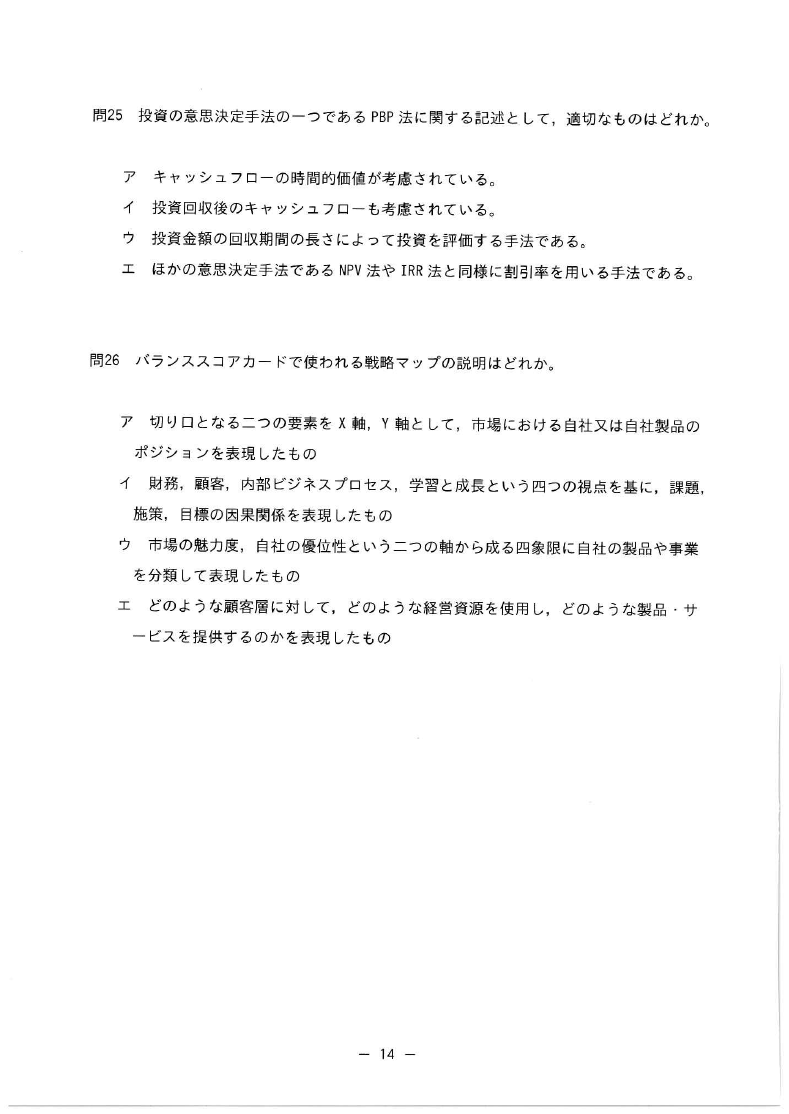 問25 投資の意思決定手法の一つである PBP 法に関する記述として，適切なものはどれか。
ア キャッシュフローの時間的価値が考慮されている。
イ 投資回収後のキャッシュフローも考慮されている。
ウ 投資金額の回収期間の長さによって投資を評価する手法である。
エ ほかの意思決定手法である NPV 法や IRR 法と同様に割引率を用いる手法である。
問26 バランススコアカードで使われる戦略マップの説明はどれか。
ア 切り口となる二つの要素を X 軸，Y 軸として，市場における自社又は自社製品の
ポジションを表現したもの
イ 財務，顧客，内部ビジネスプロセス，学習と成長という四つの視点を基に，課題，
施策，目標の因果関係を表現したもの
ウ 市場の魅力度，自社の優位性という二つの軸から成る四象限に自社の製品や事業
を分類して表現したもの
エ どのような顧客層に対して，どのような経営資源を使用し，どのような製品・サ
ービスを提供するのかを表現したもの
－ 14 －